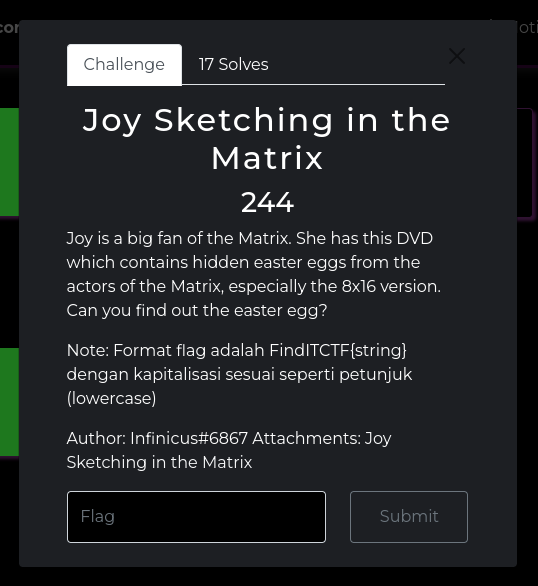 Challenge
17 Solves
Joy Sketching in the
Matrix
244
Joy is a big fan of the Matrix. She has this DVD
which contains hidden easter eggs from the
actors of the Matrix, especially the 8x16 version.
Can you find out the easter egg?
Note: Format flag adalah FindITCTF{string}
dengan kapitalisasi sesuai seperti petunjuk
(lowercase)
Author: Infinicus#6867 Attachments: Joy
Sketching in the Matrix
Flag
Submit